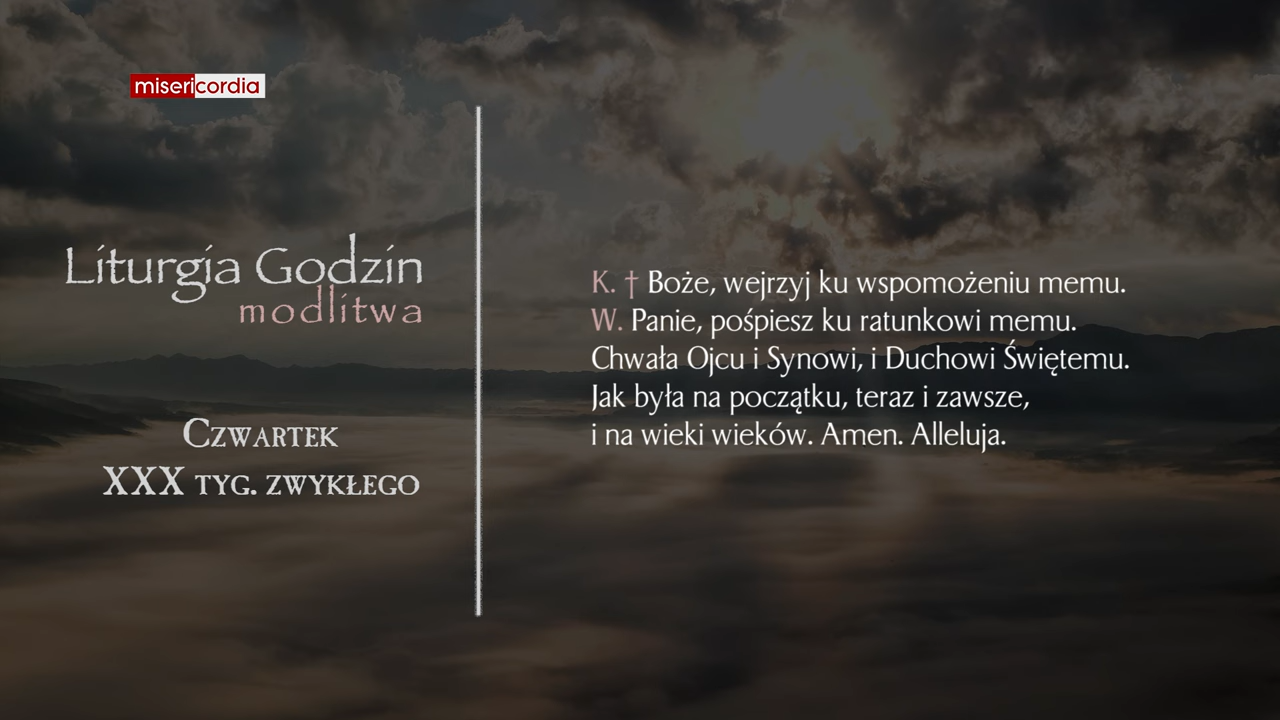 misericordia
Liturgia Godzin
modlitwa
Czwartek
XXX tyg. zwykłego
K. † Boże, wejrzyj ku wspomożeniu memu.
W. Panie, pośpiesz ku ratunkowi memu.
Chwała Ojcu i Synowi, i Duchowi Świętemu.
Jak była na początku, teraz i zawsze,
i na wieki wieków. Amen. Alleluja.